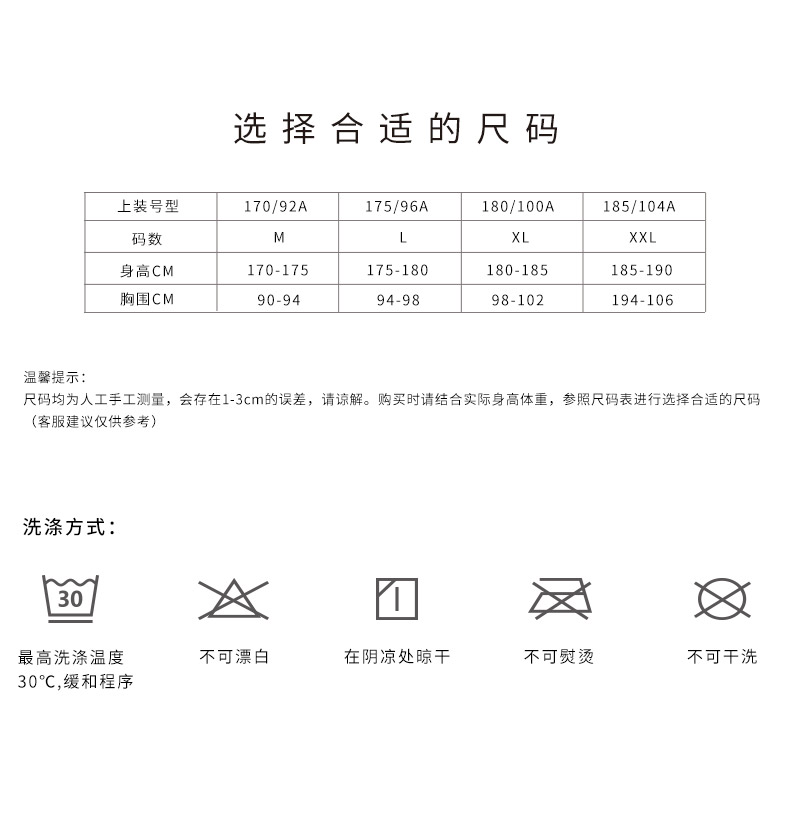 选择合适的尺码
上装号型 170/92A 175/96A 180/100A 185/104A
码数 M L XL XXL
身高CM 170-175 175-180 180-185 185-190
胸围CM 90-94 94-98 98-102 194-106
温馨提示：
尺码均为人工手工测量，会存在1-3cm的误差，请谅解。购买时请结合实际身高体重，参照尺码表进行选择合适的尺码
（客服建议仅供参考）
洗涤方式：
30
最高洗涤温度
30℃,缓和程序
不可漂白
在阴凉处晾干
不可熨烫
不可干洗